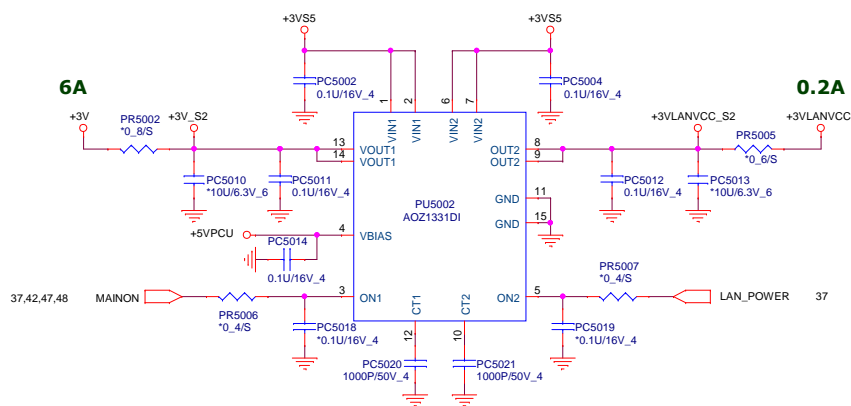 +3VS5
+3VS5
PC5002
0.1U/16V_4
PC5004
0.1U/16V_4
6A
0.2A
+3V
PR5002
*0_8/S
+3V_S2
+3VLANVCC_S2
PR5005
*0_6/S
+3VLANVCC
1
2
6
7
VIN1
VIN1
VIN2
VIN2
13
VOUT1
14
VOUT1
8
OUT2
9
OUT2
PC5010
*10U/6.3V_6
PC5011
0.1U/16V_4
PC5012
0.1U/16V_4
PC5013
*10U/6.3V_6
PU5002
AOZ1331DI
11
GND
15
GND
+5VPCU
4
VBIAS
PC5014
0.1U/16V_4
37,42,47,48
MAINON
PR5006
*0_4/S
3
ON1
5
ON2
PR5007
*0_4/S
LAN_POWER
37
CT1
CT2
12
10
PC5018
*0.1U/16V_4
PC5019
*0.1U/16V_4
PC5020
1000P/50V_4
PC5021
1000P/50V_4